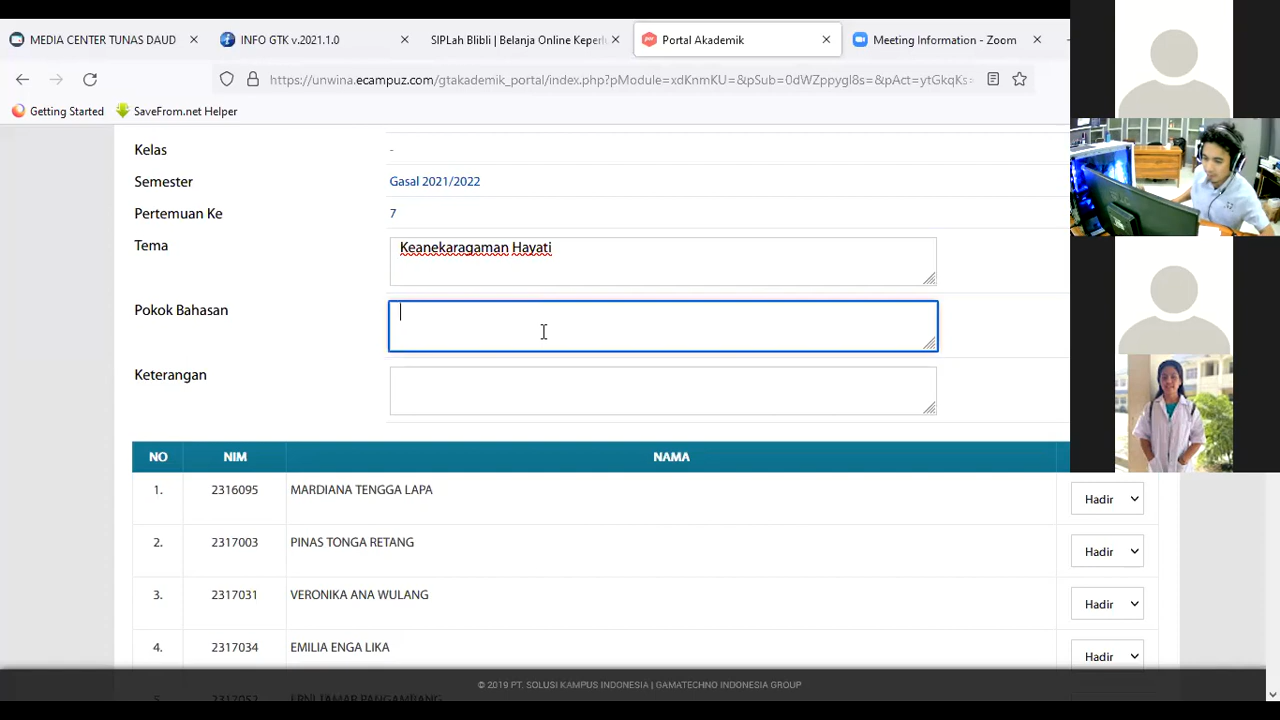 MEDIA CENTER TUNAS DAUD
INFO GTK v.2021.1.0
SIPLah Blibli | Belanja Online Keperlu
Portal Akademik
Meeting Information - Zoom
https://unwina.ecampuz.com/gtakademik_portal/index.php?pModule=xdKnmKU=&pSub=0dWZppygl8s=&pAct=ytGkqKs=
Getting Started
SaveFrom.net Helper
Kelas -
Semester Gasal 2021/2022
Pertemuan Ke 7
Tema Keanekaragaman Hayati
Pokok Bahasan
Keterangan
NO NIM NAMA
1. 2316095 MARDIANA TENGGA LAPA Hadir
2. 2317003 PINAS TONGA RETANG Hadir
3. 2317031 VERONIKA ANA WULANG Hadir
4. 2317034 EMILIA ENGA LIKA Hadir
© 2019 PT. SOLUSI KAMPUS INDONESIA | GAMATECHNO INDONESIA GROUP